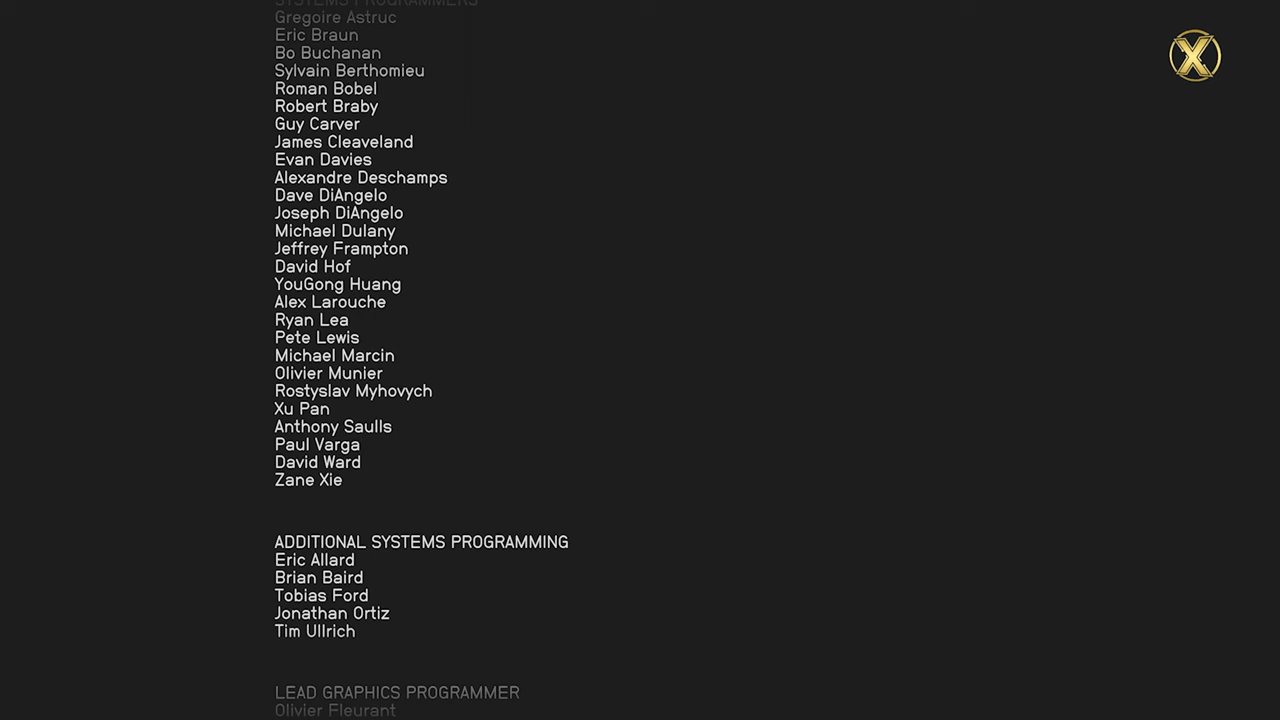 SYSTEMS PROGRAMMERS
Gregoire Astruc
Eric Braun
Bo Buchanan
Sylvain Berthomieu
Roman Bobel
Robert Braby
Guy Carver
James Cleaveland
Evan Davies
Alexandre Deschamps
Dave DiAngelo
Joseph DiAngelo
Michael Dulany
Jeffrey Frampton
David Hof
YouGong Huang
Alex Larouche
Ryan Lea
Pete Lewis
Michael Marcin
Olivier Munier
Rostyslav Myhovych
Xu Pan
Anthony Saulls
Paul Varga
David Ward
Zane Xie
ADDITIONAL SYSTEMS PROGRAMMING
Eric Allard
Brian Baird
Tobias Ford
Jonathan Ortiz
Tim Ullrich
LEAD GRAPHICS PROGRAMMER
Olivier Fleurant
X